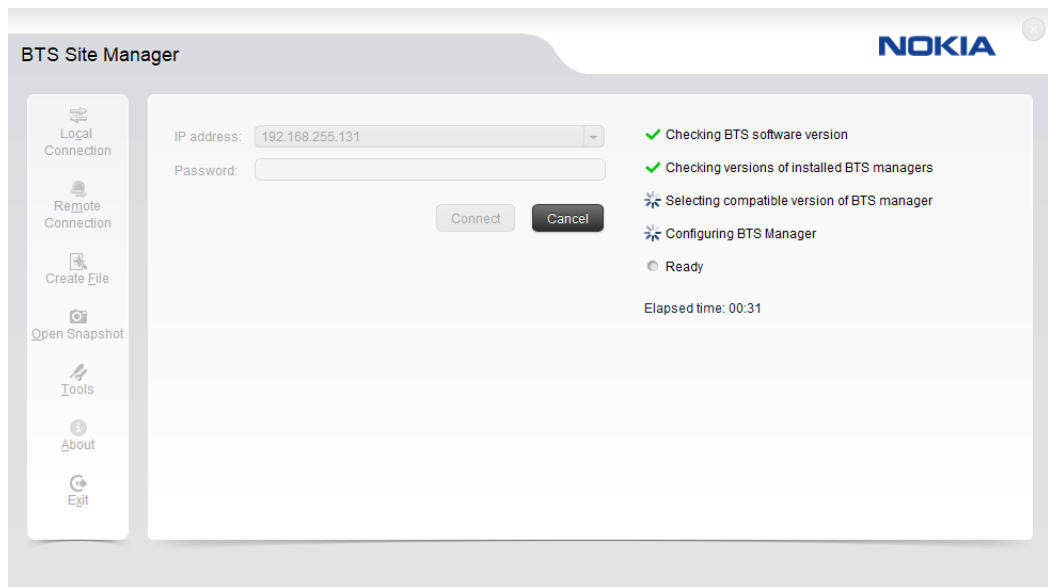 BTS Site Manager
NOKIA
Local
Connection
Remote
Connection
Create File
Open Snapshot
Tools
About
Exit
IP address: 192.168.255.131
Password:
Connect Cancel
Checking BTS software version
Checking versions of installed BTS managers
Selecting compatible version of BTS manager
Configuring BTS Manager
Ready
Elapsed time: 00:31